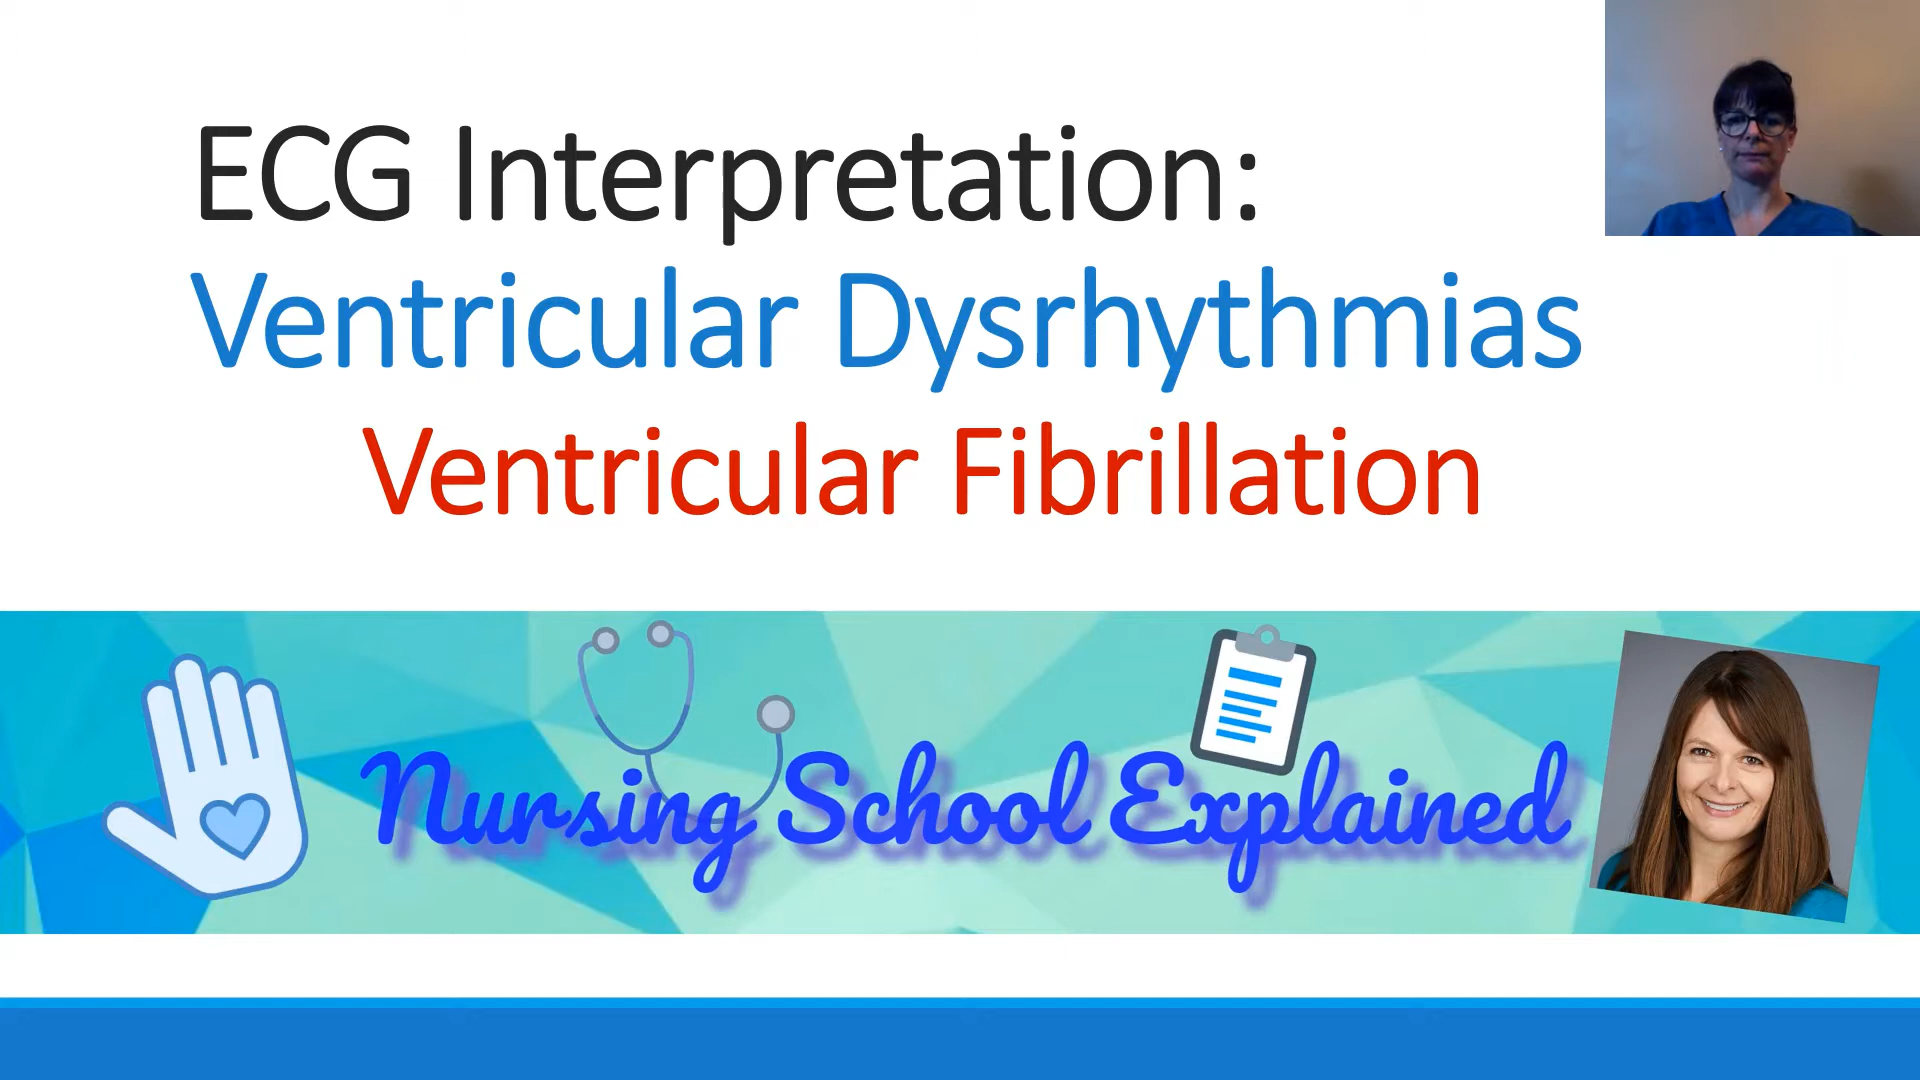 ECG Interpretation:
Ventricular Dysrhythmias
Ventricular Fibrillation
Nursing School Explained